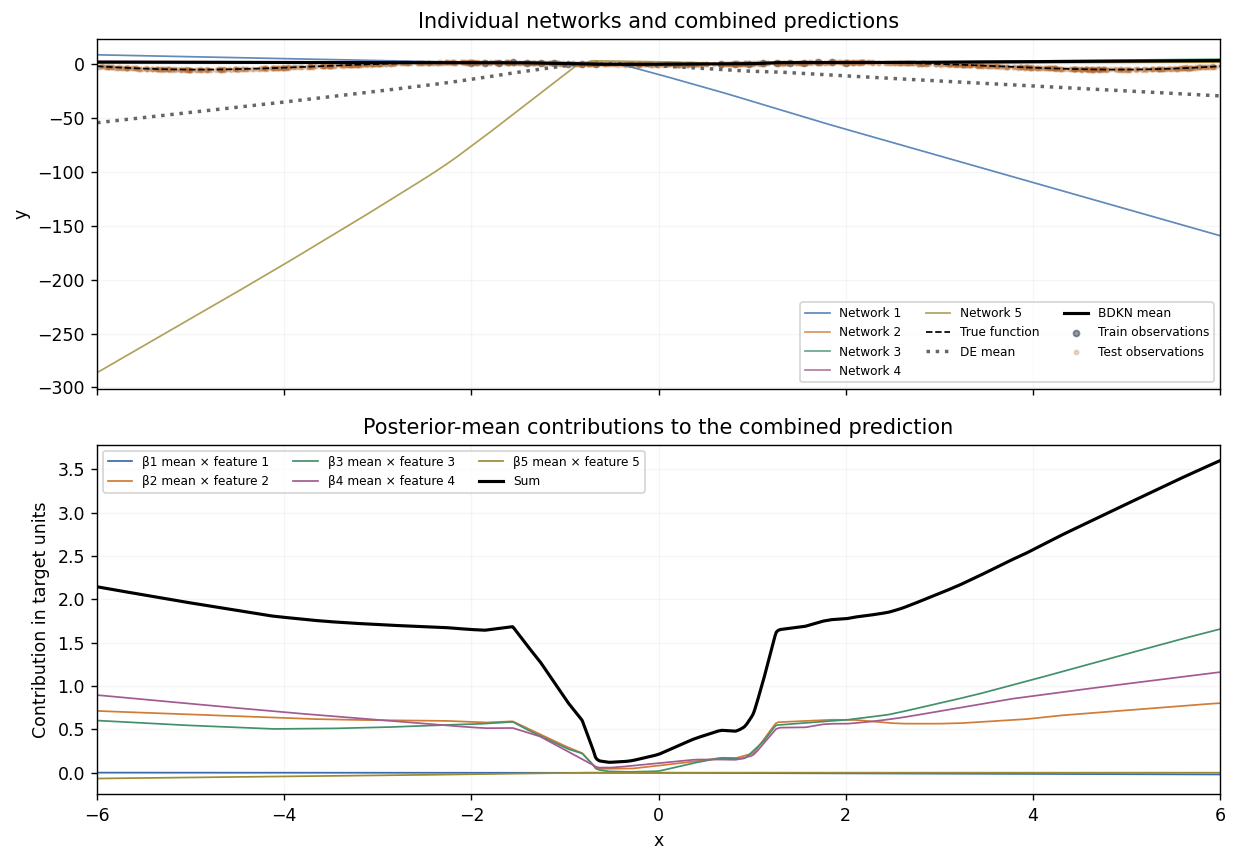 Individual networks and combined predictions
0
−50
−100
−150
−200
−250
−300
y
Network 1
Network 2
Network 3
Network 4
Network 5
True function
DE mean
BDKN mean
Train observations
Test observations
Posterior-mean contributions to the combined prediction
β1 mean × feature 1
β2 mean × feature 2
β3 mean × feature 3
β4 mean × feature 4
β5 mean × feature 5
Sum
3.5
3.0
2.5
2.0
1.5
1.0
0.5
0.0
Contribution in target units
−6 −4 −2 0 2 4 6
x